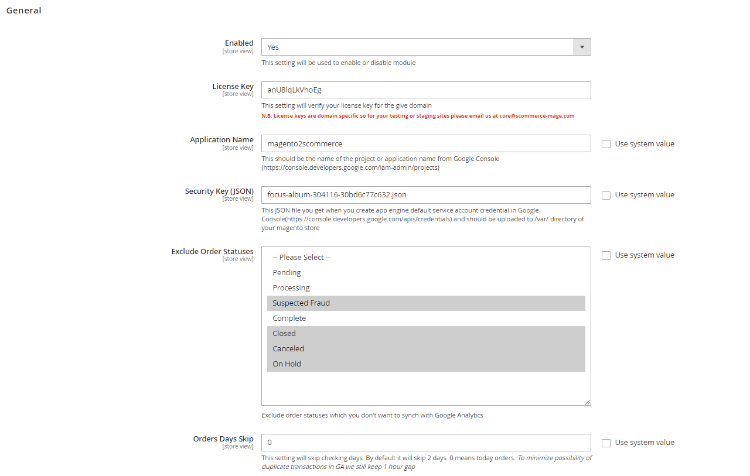 General
Enabled
[store view]
Yes
This setting will be used to enable or disable module
License Key
[store view]
anU8IqLkVhoEg
This setting will verify your license key for the give domain
N.B. License keys are domain specific so for your testing or staging sites please email us at core@scommerce-mage.com
Application Name
[store view]
magento2scommerce
Use system value
This should be the name of the project or application name from Google Console
(https://console.developers.google.com/iam-admin/projects)
Security Key (JSON)
[store view]
focus-album-304116-30bd6c77c632.json
Use system value
This JSON file you get when you create app engine default service account credential in Google
Console(https://console.developers.google.com/apis/credentials) and should be uploaded to /var/ directory of
your magento store
Exclude Order Statuses
[store view]
-- Please Select --
Use system value
Pending
Processing
Suspected Fraud
Complete
Closed
Canceled
On Hold
Exclude order statuses which you don't want to synch with Google Analytics
Orders Days Skip
[store view]
0
Use system value
This setting will skip checking days. By default it will skip 2 days. 0 means today orders. To minimize possibility of
duplicate transactions in GA we still keep 1 hour gap